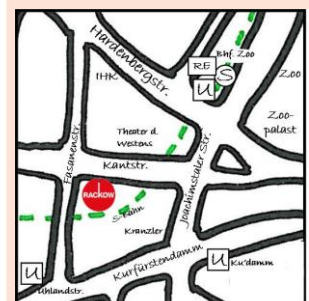 Hardenbergstr.
Bhf. Zoo
RE
S
U
IHK
Zoo
Zoo-
palast
Theater d.
Westens
Fasanenstr.
Kantstr.
Joachimstaler Str.
RACKOW
S-Bahn
Kranzler
Kurfürstendamm
U
Ku'damm
U
Uhlandstr.